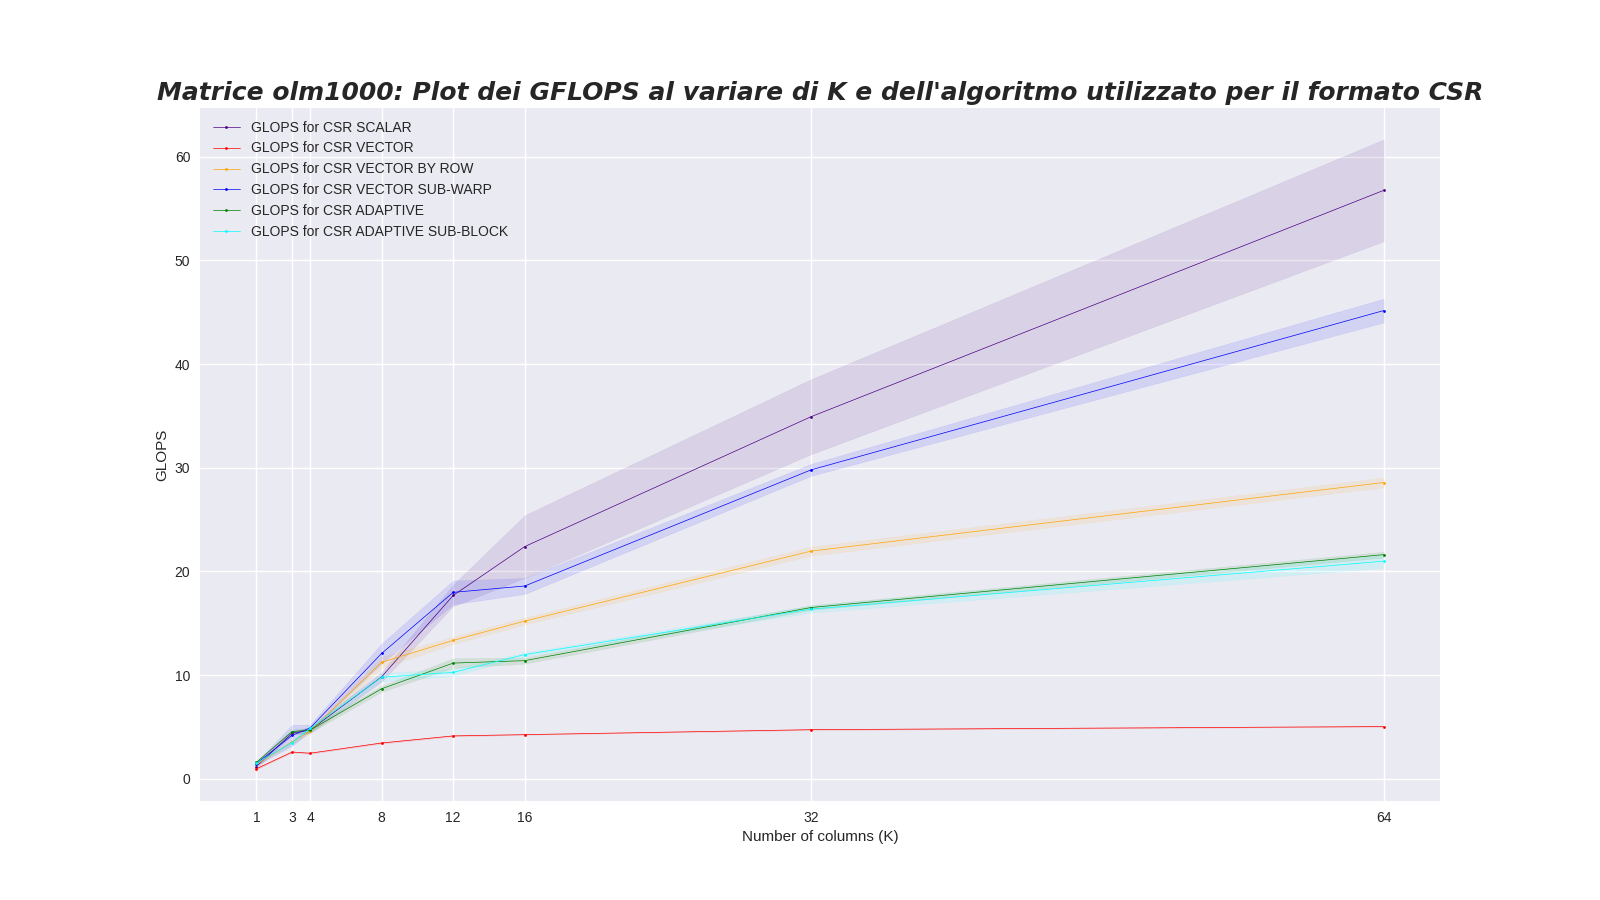 Matrice olm1000: Plot dei GFLOPS al variare di K e dell'algoritmo utilizzato per il formato CSR
GLOPS for CSR SCALAR
GLOPS for CSR VECTOR
GLOPS for CSR VECTOR BY ROW
GLOPS for CSR VECTOR SUB-WARP
GLOPS for CSR ADAPTIVE
GLOPS for CSR ADAPTIVE SUB-BLOCK
60
50
40
30
20
10
0
GLOPS
1 3 4 8 12 16 32 64
Number of columns (K)